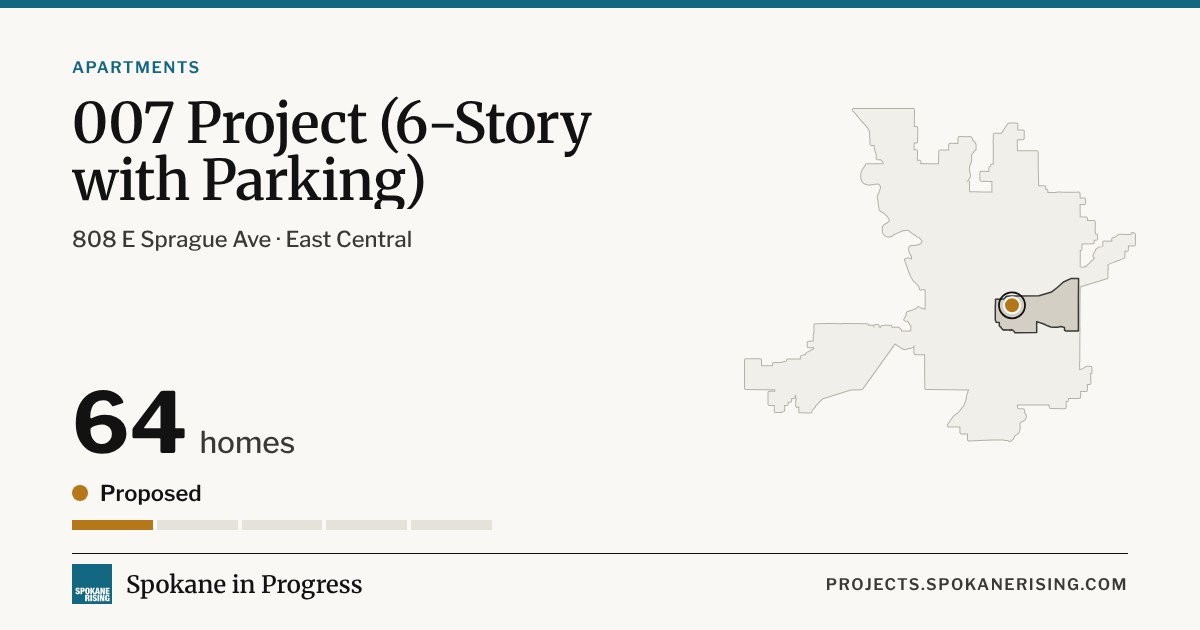 APARTMENTS
007 Project (6-Story
with Parking)
808 E Sprague Ave · East Central
64 homes
Proposed
SPOKANE
RISING
Spokane in Progress
PROJECTS.SPOKANERISING.COM